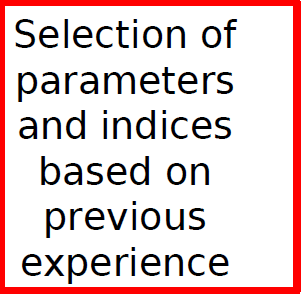 Selection of
parameters
and indices
based on
previous
experience